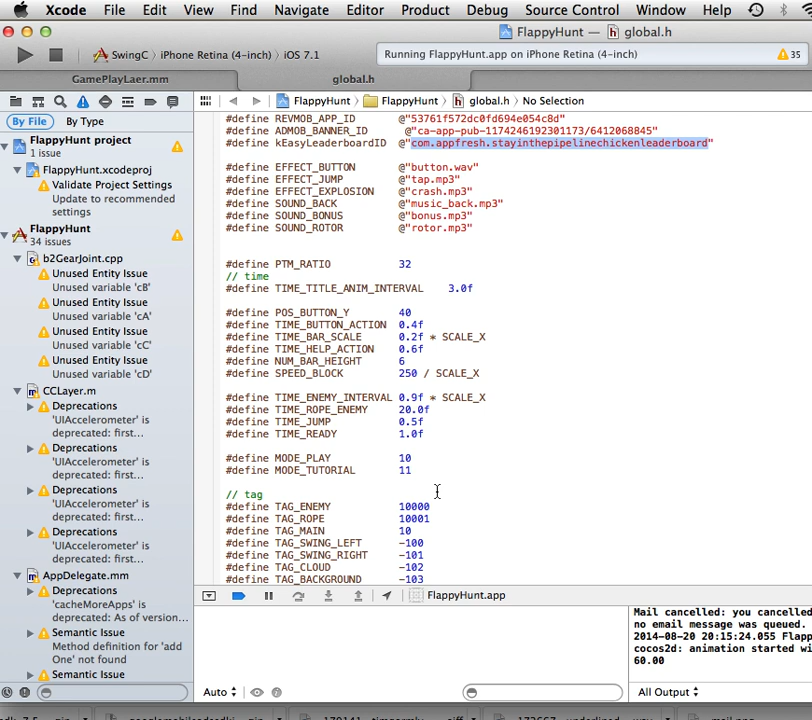 Xcode File Edit View Find Navigate Editor Product Debug Source Control Window Help
FlappyHunt — global.h
SwingC iPhone Retina (4-inch) iOS 7.1
Running FlappyHunt.app on iPhone Retina (4-inch)
35
GamePlayLaer.mm
global.h
FlappyHunt FlappyHunt global.h No Selection
By File By Type
FlappyHunt project
1 issue
FlappyHunt.xcodeproj
Validate Project Settings
Update to recommended
settings
FlappyHunt
34 issues
b2GearJoint.cpp
Unused Entity Issue
Unused variable 'cB'
Unused Entity Issue
Unused variable 'cA'
Unused Entity Issue
Unused variable 'cC'
Unused Entity Issue
Unused variable 'cD'
CCLayer.m
Deprecations
'UIAccelerometer' is
deprecated: first...
Deprecations
'UIAccelerometer' is
deprecated: first...
Deprecations
'UIAccelerometer' is
deprecated: first...
Deprecations
'UIAccelerometer' is
deprecated: first...
AppDelegate.mm
Deprecations
'cacheMoreApps' is
deprecated: As of version...
Semantic Issue
Method definition for 'add
One' not found
Semantic Issue
#define REVMOB_APP_ID @"53761f572dc0fd694e054c8d"
#define ADMOB_BANNER_ID @"ca-app-pub-1174246192301173/6412068845"
#define kEasyLeaderboardID @"com.appfresh.stayinthepipelinechickenleaderboard"
#define EFFECT_BUTTON @"button.wav"
#define EFFECT_JUMP @"tap.mp3"
#define EFFECT_EXPLOSION @"crash.mp3"
#define SOUND_BACK @"music_back.mp3"
#define SOUND_BONUS @"bonus.mp3"
#define SOUND_ROTOR @"rotor.mp3"
#define PTM_RATIO 32
// time
#define TIME_TITLE_ANIM_INTERVAL 3.0f
#define POS_BUTTON_Y 40
#define TIME_BUTTON_ACTION 0.4f
#define TIME_BAR_SCALE 0.2f * SCALE_X
#define TIME_HELP_ACTION 0.6f
#define NUM_BAR_HEIGHT 6
#define SPEED_BLOCK 250 / SCALE_X
#define TIME_ENEMY_INTERVAL 0.9f * SCALE_X
#define TIME_ROPE_ENEMY 20.0f
#define TIME_JUMP 0.5f
#define TIME_READY 1.0f
#define MODE_PLAY 10
#define MODE_TUTORIAL 11
// tag
#define TAG_ENEMY 10000
#define TAG_ROPE 10001
#define TAG_MAIN 10
#define TAG_SWING_LEFT -100
#define TAG_SWING_RIGHT -101
#define TAG_CLOUD -102
#define TAG_BACKGROUND -103
FlappyHunt.app
Mail cancelled: you cancelled
no email message was queued.
2014-08-20 20:15:24.055 Flappy
cocos2d: animation started wi
60.00
Auto
All Output